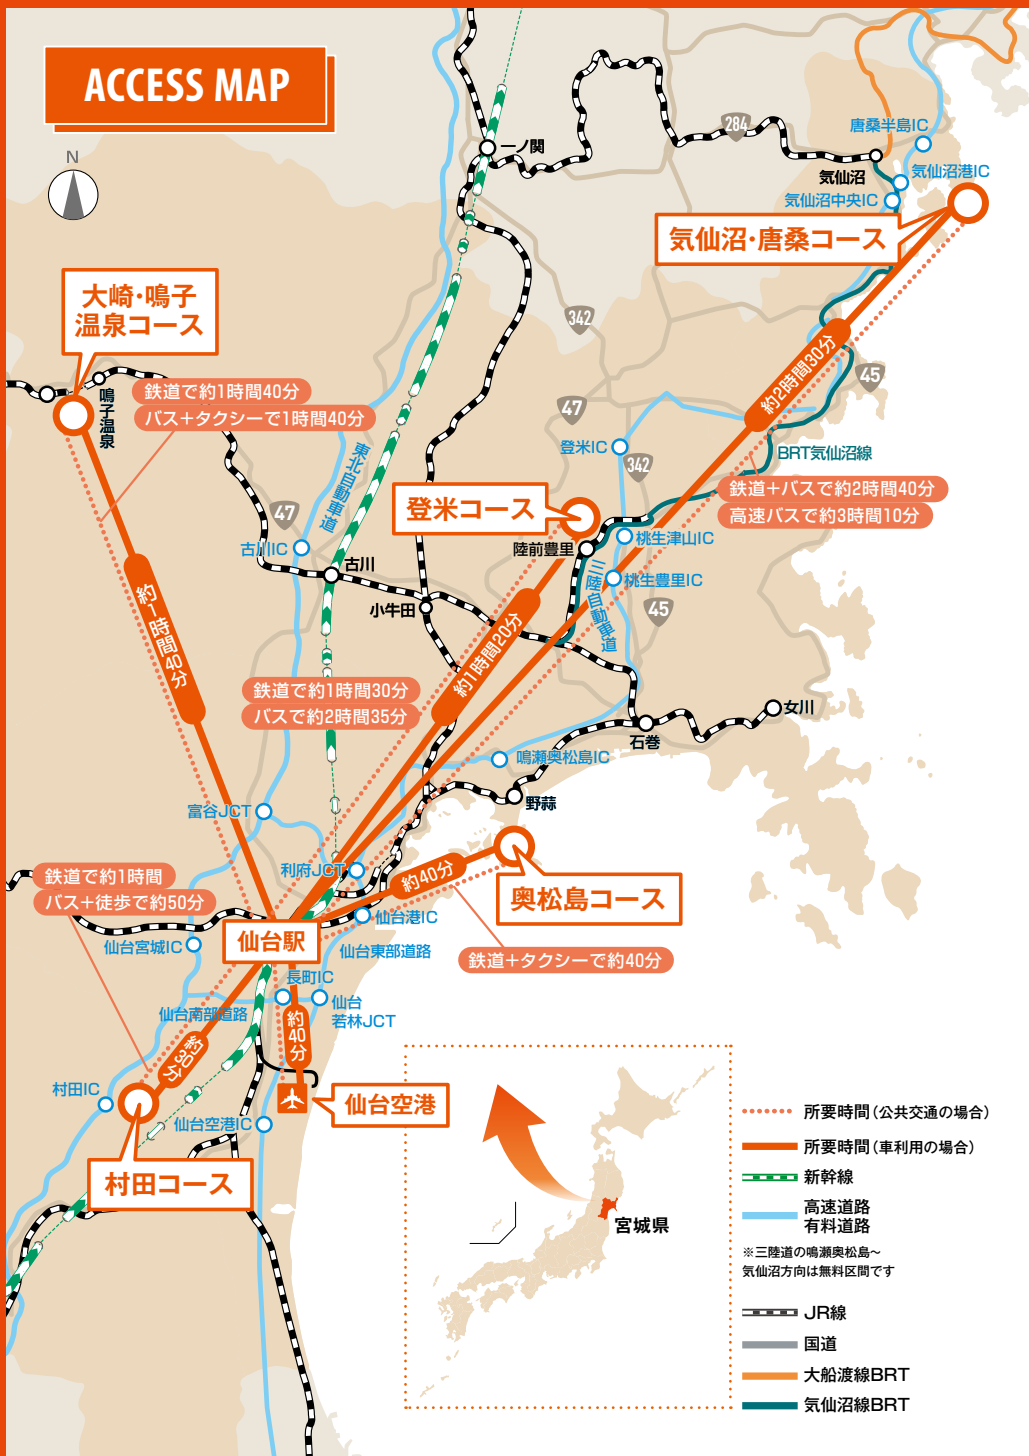 ACCESS MAP
N
一ノ関
284
唐桑半島IC
気仙沼
気仙沼港IC
気仙沼中央IC
気仙沼・唐桑コース
大崎・鳴子
温泉コース
342
約2時間30分
45
鳴子温泉
鉄道で約1時間40分
バス+タクシーで1時間40分
47
東北自動車道
登米IC
342
BRT気仙沼線
登米コース
鉄道+バスで約2時間40分
高速バスで約3時間10分
47
古川IC
古川
陸前豊里
桃生津山IC
桃生豊里IC
三陸自動車道
小牛田
45
約1時間40分
約1時間20分
鉄道で約1時間30分
バスで約2時間35分
女川
石巻
鳴瀬奥松島IC
野蒜
富谷JCT
利府JCT
約40分
鉄道で約1時間
バス+徒歩で約50分
奥松島コース
仙台港IC
仙台駅
仙台宮城IC
仙台東部道路
鉄道+タクシーで約40分
長町IC
仙台南部道路
仙台
若林JCT
約40分
約30分
村田IC
仙台空港
仙台空港IC
村田コース
宮城県
所要時間(公共交通の場合)
所要時間(車利用の場合)
新幹線
高速道路
有料道路
※三陸道の鳴瀬奥松島~
気仙沼方向は無料区間です
JR線
国道
大船渡線BRT
気仙沼線BRT